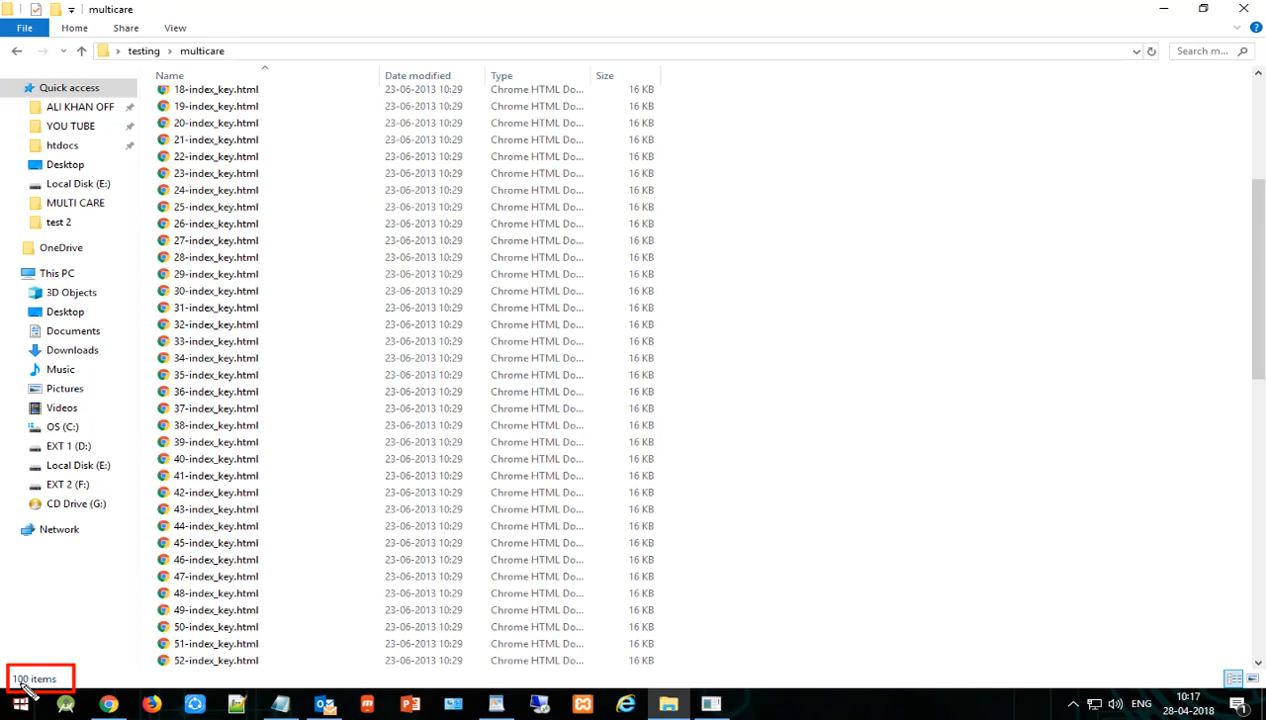 multicare
File Home Share View
testing multicare Search m...
Name Date modified Type Size
Quick access
ALI KHAN OFF
YOU TUBE
htdocs
Desktop
Local Disk (E:)
MULTI CARE
test 2
OneDrive
This PC
3D Objects
Desktop
Documents
Downloads
Music
Pictures
Videos
OS (C:)
EXT 1 (D:)
Local Disk (E:)
EXT 2 (F:)
CD Drive (G:)
Network
18-index_key.html 23-06-2013 10:29 Chrome HTML Do... 16 KB
19-index_key.html 23-06-2013 10:29 Chrome HTML Do... 16 KB
20-index_key.html 23-06-2013 10:29 Chrome HTML Do... 16 KB
21-index_key.html 23-06-2013 10:29 Chrome HTML Do... 16 KB
22-index_key.html 23-06-2013 10:29 Chrome HTML Do... 16 KB
23-index_key.html 23-06-2013 10:29 Chrome HTML Do... 16 KB
24-index_key.html 23-06-2013 10:29 Chrome HTML Do... 16 KB
25-index_key.html 23-06-2013 10:29 Chrome HTML Do... 16 KB
26-index_key.html 23-06-2013 10:29 Chrome HTML Do... 16 KB
27-index_key.html 23-06-2013 10:29 Chrome HTML Do... 16 KB
28-index_key.html 23-06-2013 10:29 Chrome HTML Do... 16 KB
29-index_key.html 23-06-2013 10:29 Chrome HTML Do... 16 KB
30-index_key.html 23-06-2013 10:29 Chrome HTML Do... 16 KB
31-index_key.html 23-06-2013 10:29 Chrome HTML Do... 16 KB
32-index_key.html 23-06-2013 10:29 Chrome HTML Do... 16 KB
33-index_key.html 23-06-2013 10:29 Chrome HTML Do... 16 KB
34-index_key.html 23-06-2013 10:29 Chrome HTML Do... 16 KB
35-index_key.html 23-06-2013 10:29 Chrome HTML Do... 16 KB
36-index_key.html 23-06-2013 10:29 Chrome HTML Do... 16 KB
37-index_key.html 23-06-2013 10:29 Chrome HTML Do... 16 KB
38-index_key.html 23-06-2013 10:29 Chrome HTML Do... 16 KB
39-index_key.html 23-06-2013 10:29 Chrome HTML Do... 16 KB
40-index_key.html 23-06-2013 10:29 Chrome HTML Do... 16 KB
41-index_key.html 23-06-2013 10:29 Chrome HTML Do... 16 KB
42-index_key.html 23-06-2013 10:29 Chrome HTML Do... 16 KB
43-index_key.html 23-06-2013 10:29 Chrome HTML Do... 16 KB
44-index_key.html 23-06-2013 10:29 Chrome HTML Do... 16 KB
45-index_key.html 23-06-2013 10:29 Chrome HTML Do... 16 KB
46-index_key.html 23-06-2013 10:29 Chrome HTML Do... 16 KB
47-index_key.html 23-06-2013 10:29 Chrome HTML Do... 16 KB
48-index_key.html 23-06-2013 10:29 Chrome HTML Do... 16 KB
49-index_key.html 23-06-2013 10:29 Chrome HTML Do... 16 KB
50-index_key.html 23-06-2013 10:29 Chrome HTML Do... 16 KB
51-index_key.html 23-06-2013 10:29 Chrome HTML Do... 16 KB
52-index_key.html 23-06-2013 10:29 Chrome HTML Do... 16 KB
100 items
ENG 10:17
28-04-2018 1